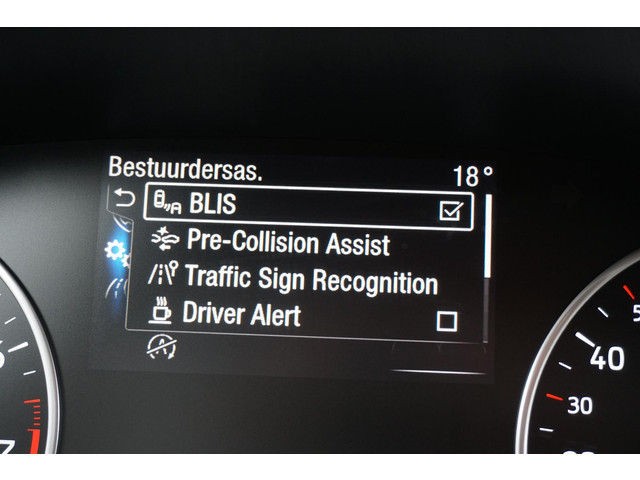 Bestuurdersas. 18°
BLIS
Pre-Collision Assist
Traffic Sign Recognition
Driver Alert
40
30